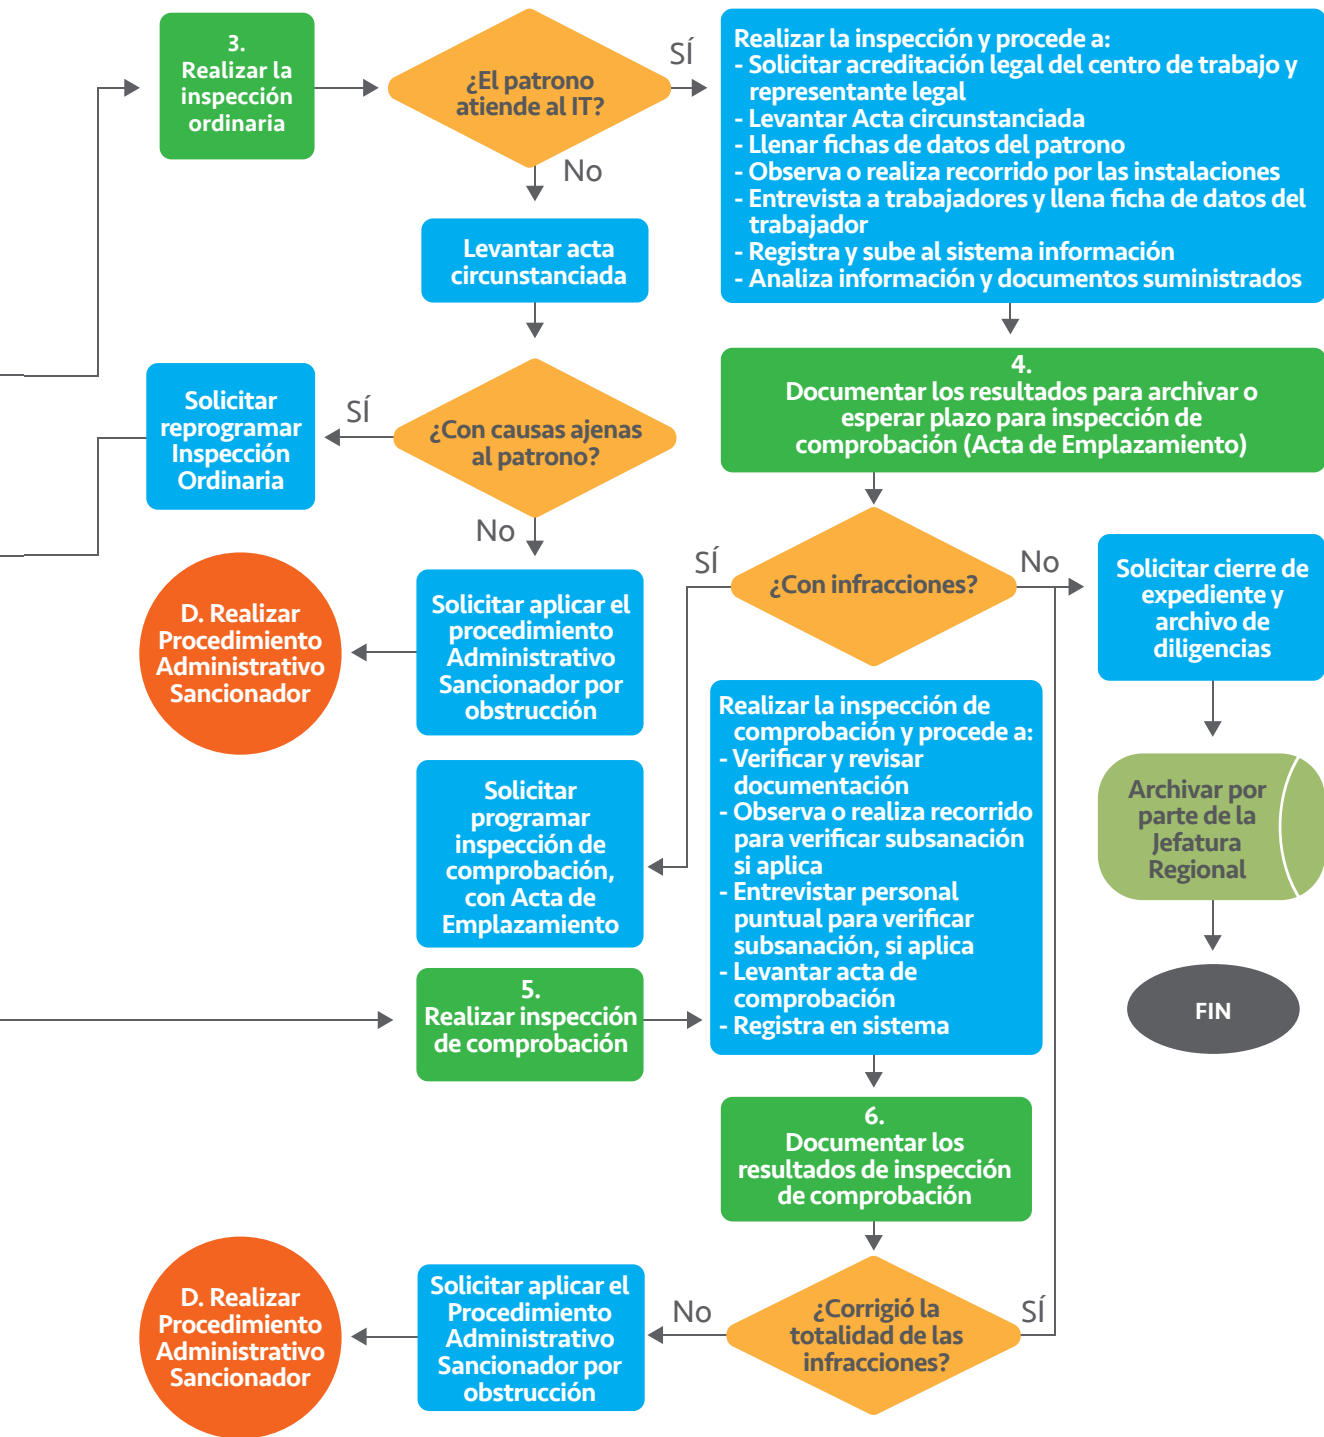 3.
Realizar la
inspección
ordinaria
¿El patrono
atiende al IT?
SÍ
No
Realizar la inspección y procede a:
- Solicitar acreditación legal del centro de trabajo y
representante legal
- Levantar Acta circunstanciada
- Llenar fichas de datos del patrono
- Observa o realiza recorrido por las instalaciones
- Entrevista a trabajadores y llena ficha de datos del
trabajador
- Registra y sube al sistema información
- Analiza información y documentos suministrados
Levantar acta
circunstanciada
Solicitar
reprogramar
Inspección
Ordinaria
SÍ
¿Con causas ajenas
al patrono?
No
4.
Documentar los resultados para archivar o
esperar plazo para inspección de
comprobación (Acta de Emplazamiento)
D. Realizar
Procedimiento
Administrativo
Sancionador
Solicitar aplicar el
procedimiento
Administrativo
Sancionador por
obstrucción
SÍ
¿Con infracciones?
No
Solicitar cierre de
expediente y
archivo de
diligencias
Solicitar
programar
inspección de
comprobación,
con Acta de
Emplazamiento
Realizar la inspección de
comprobación y procede a:
- Verificar y revisar
documentación
- Observa o realiza recorrido
para verificar subsanación
si aplica
- Entrevistar personal
puntual para verificar
subsanación, si aplica
- Levantar acta de
comprobación
- Registra en sistema
Archivar por
parte de la
Jefatura
Regional
FIN
5.
Realizar inspección
de comprobación
6.
Documentar los
resultados de inspección
de comprobación
D. Realizar
Procedimiento
Administrativo
Sancionador
Solicitar aplicar el
Procedimiento
Administrativo
Sancionador por
obstrucción
No
¿Corrigió la
totalidad de las
infracciones?
SÍ